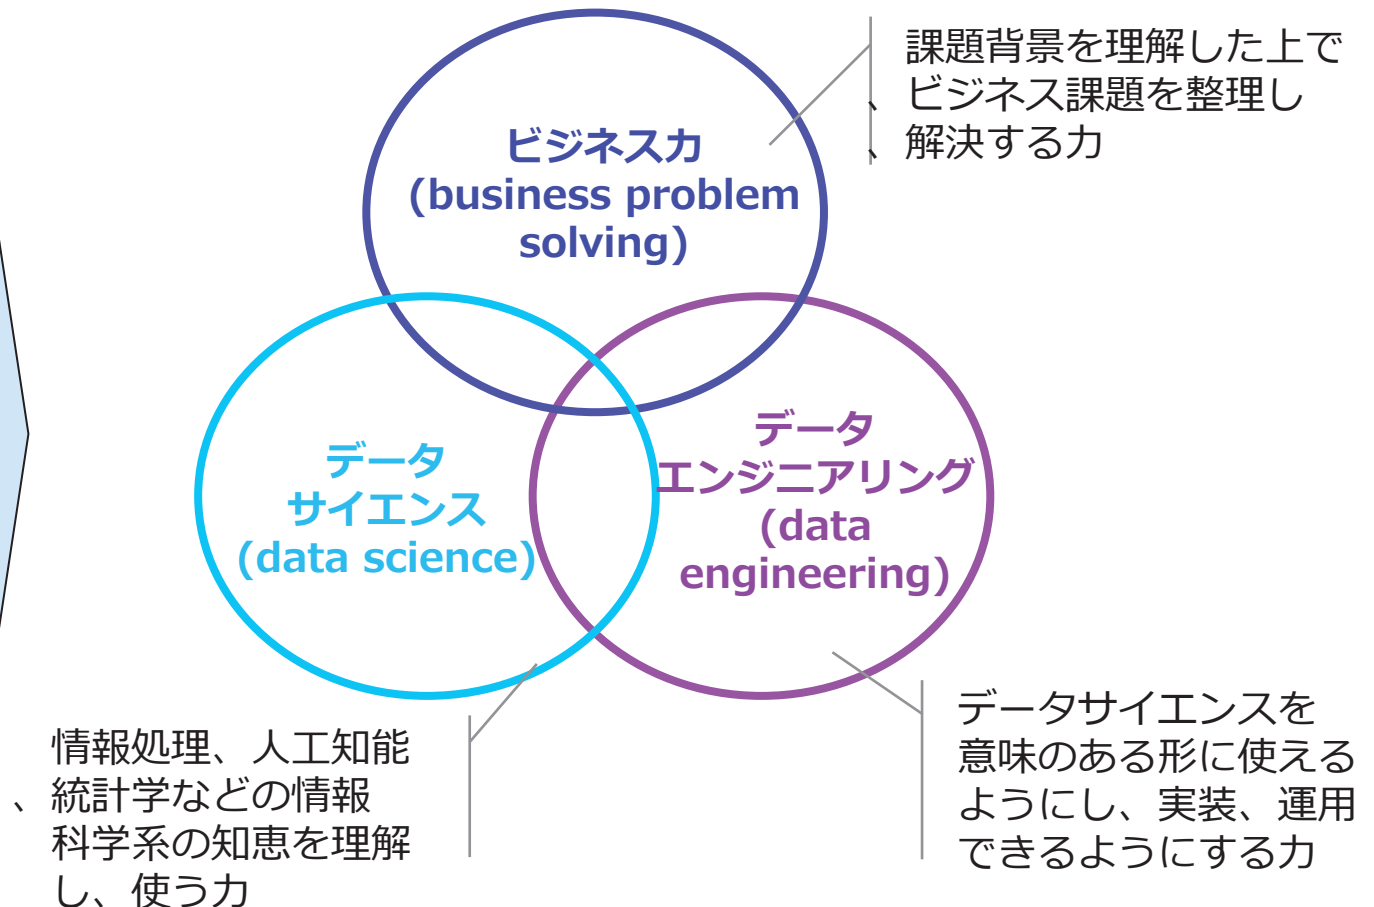 課題背景を理解した上で
、ビジネス課題を整理し
、解決する力
ビジネス力
(business problem
solving)
データ
サイエンス
(data science)
データ
エンジニアリング
(data
engineering)
情報処理、人工知能
、統計学などの情報
科学系の知恵を理解
し、使う力
データサイエンスを
意味のある形に使える
ようにし、実装、運用
できるようにする力